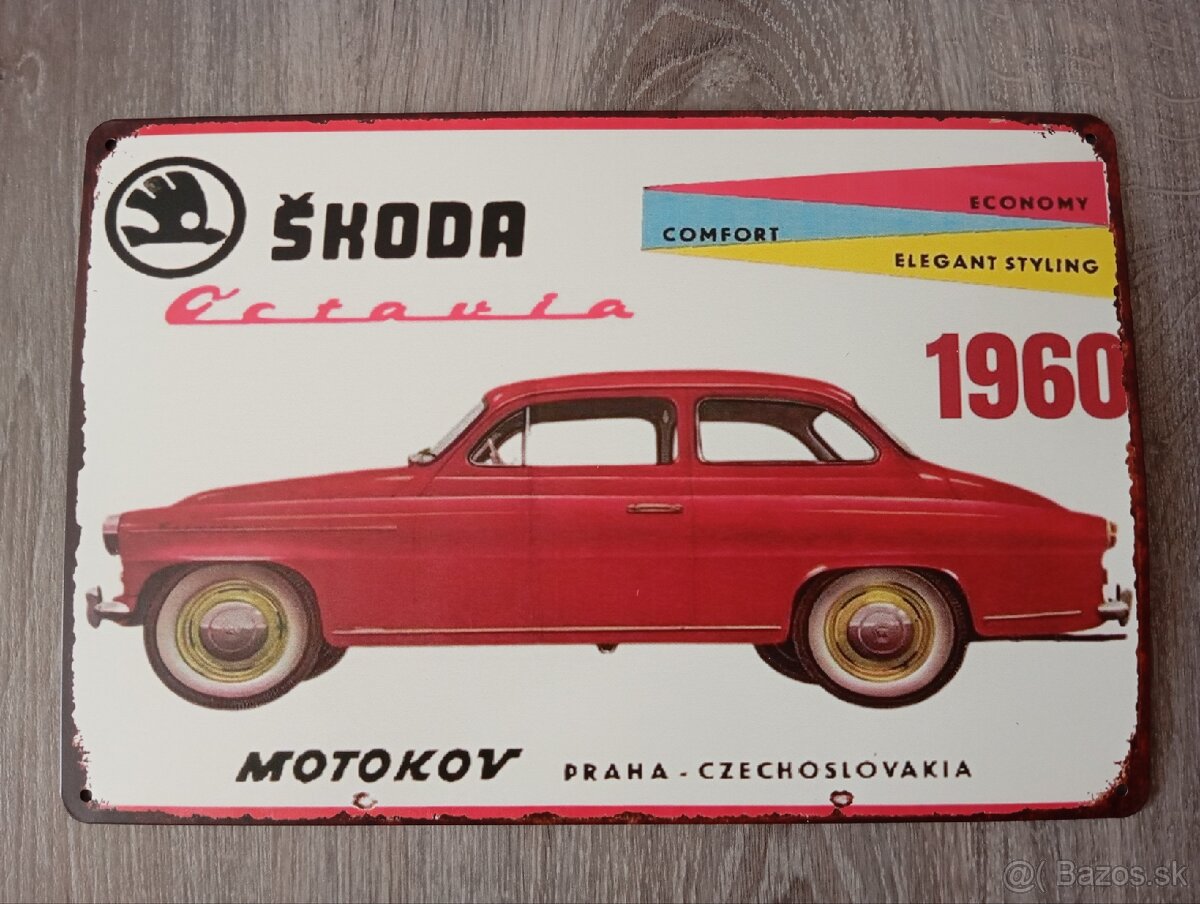 ŠKODA
Octavia
ECONOMY
COMFORT
ELEGANT STYLING
1960
MOTOKOV PRAHA - CZECHOSLOVAKIA
@( Bazos.sk